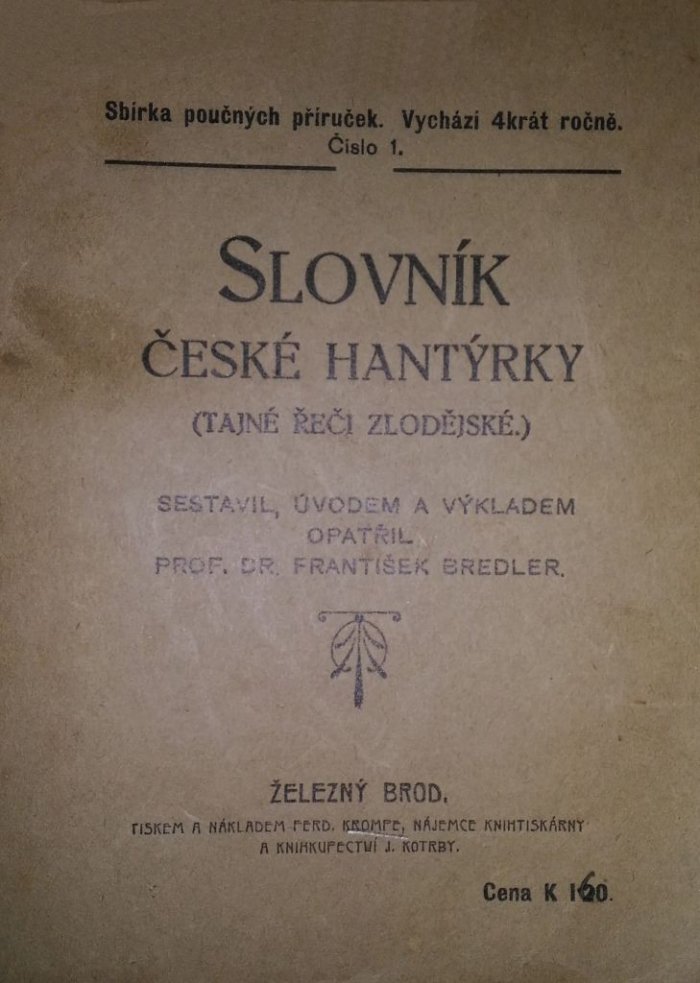 Sbírka poučných příruček. Vychází 4krát ročně.
Číslo 1.
SLOVNÍK
ČESKÉ HANTÝRKY
(TAJNÉ ŘEČI ZLODĚJSKÉ.)
SESTAVIL, ÚVODEM A VÝKLADEM
OPATŘIL
PROF. DR. FRANTIŠEK BREDLER.
ŽELEZNÝ BROD.
TISKEM A NÁKLADEM FERD. KROMPE, NÁJEMCE KNIHTISKÁRNY
A KNIHKUPECTVÍ J. KOTRBY.
Cena K 160.